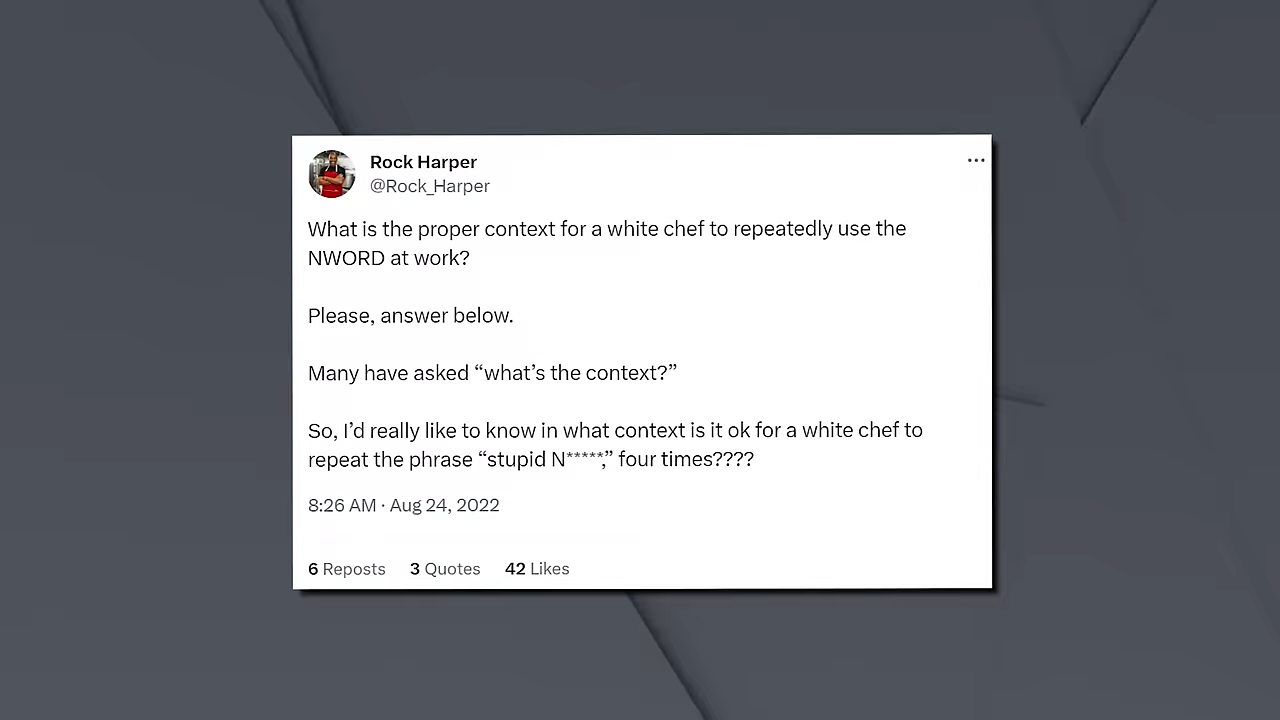 Rock Harper
@Rock_Harper
What is the proper context for a white chef to repeatedly use the
NWORD at work?
Please, answer below.
Many have asked “what’s the context?”
So, I’d really like to know in what context is it ok for a white chef to
repeat the phrase “stupid N*****,” four times????
8:26 AM · Aug 24, 2022
6 Reposts 3 Quotes 42 Likes